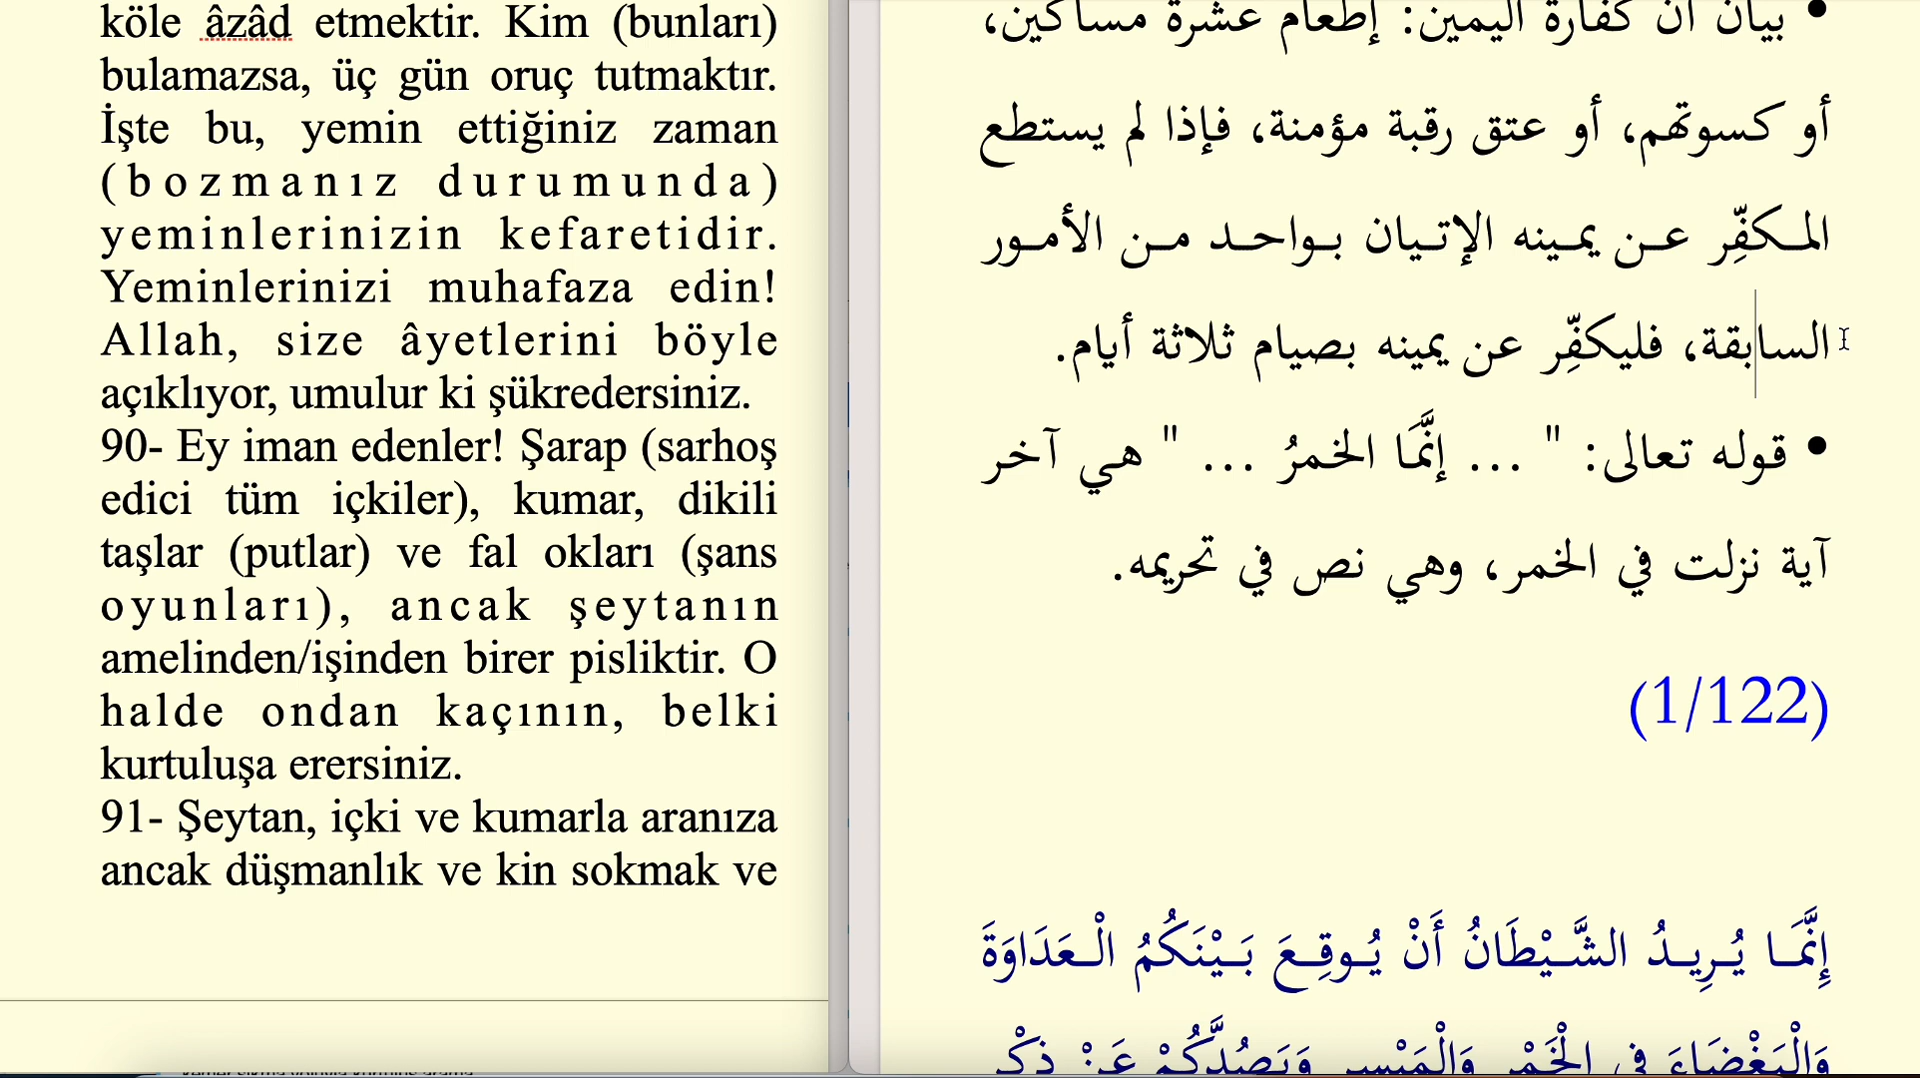 köle âzâd etmektir. Kim (bunları)
bulamazsa, üç gün oruç tutmaktır.
İşte bu, yemin ettiğiniz zaman
(bozmanız durumunda)
yeminlerinizin kefaretidir.
Yeminlerinizi muhafaza edin!
Allah, size âyetlerini böyle
açıklıyor, umulur ki şükredersiniz.
90- Ey iman edenler! Şarap (sarhoş
edici tüm içkiler), kumar, dikili
taşlar (putlar) ve fal okları (şans
oyunları), ancak şeytanın
amelinden/işinden birer pisliktir. O
halde ondan kaçının, belki
kurtuluşa erersiniz.
91- Şeytan, içki ve kumarla aranıza
ancak düşmanlık ve kin sokmak ve
• بيان أن كفارة اليمين: إطعام عشرة مساكين،
أو كسوتهم، أو عتق رقبة مؤمنة، فإذا لم يستطع
المكفِّر عن يمينه الإتيان بواحد من الأمور
السابقة، فليكفِّر عن يمينه بصيام ثلاثة أيام.
• قوله تعالى: " ... إنَّمَا الخمرُ ... " هي آخر
آية نزلت في الخمر، وهي نص في تحريمه.
(1/122)
إِنَّمَا يُرِيدُ الشَّيْطَانُ أَنْ يُوقِعَ بَيْنَكُمُ الْعَدَاوَةَ
وَالْبَغْضَاءَ فِي الْخَمْرِ وَالْمَيْسِرِ وَيَصُدَّكُمْ عَنْ ذِكْرِ